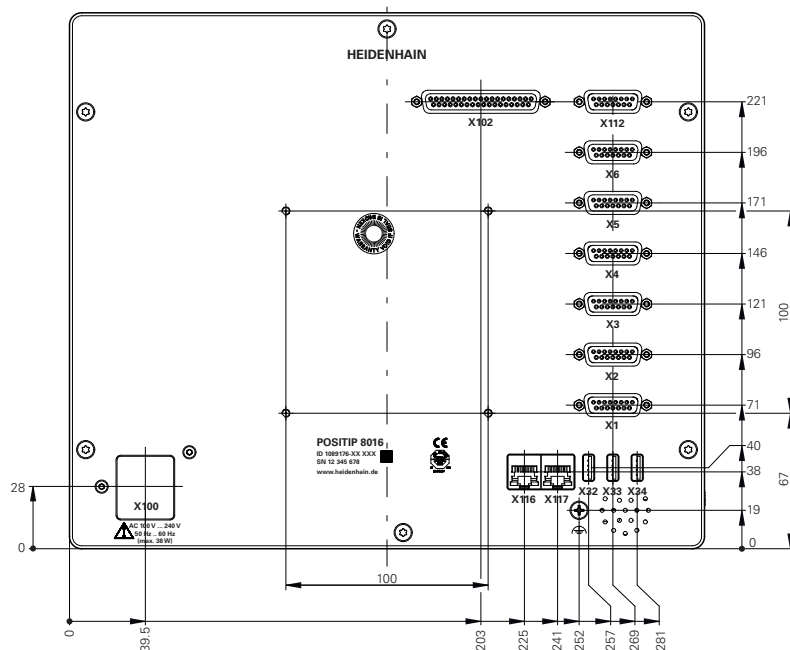 HEIDENHAIN
X102
X112
X6
X5
X4
X3
X2
X1
221
196
171
146
121
96
71
40
38
19
0
100
67
POSITIP 8016
ID 1089176-XX XXX
SN 12 345 678
www.heidenhain.de
CE
X100
AC 100 V ... 240 V
50 Hz .. 60 Hz
(max. 38 W)
X116
X117
X32
X33
X34
28
0
100
0
39.5
203
225
241
252
257
269
281